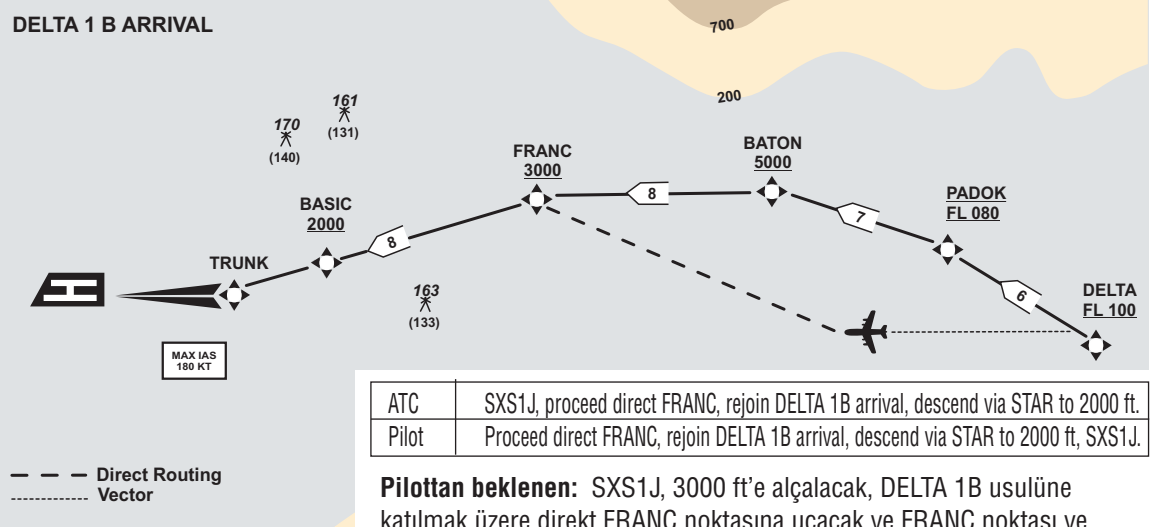 DELTA 1 B ARRIVAL
700
200
161
(131)
170
(140)
FRANC
3000
8
BATON
5000
7
PADOK
FL 080
6
DELTA
FL 100
BASIC
2000
8
TRUNK
163
(133)
MAX IAS
180 KT
ATC SXS1J, proceed direct FRANC, rejoin DELTA 1B arrival, descend via STAR to 2000 ft.
Pilot Proceed direct FRANC, rejoin DELTA 1B arrival, descend via STAR to 2000 ft, SXS1J.
Direct Routing
Vector
Pilottan beklenen: SXS1J, 3000 ft’e alçalacak, DELTA 1B usulüne
katılmak üzere direkt FRANC noktasına uçacak ve FRANC noktası ve